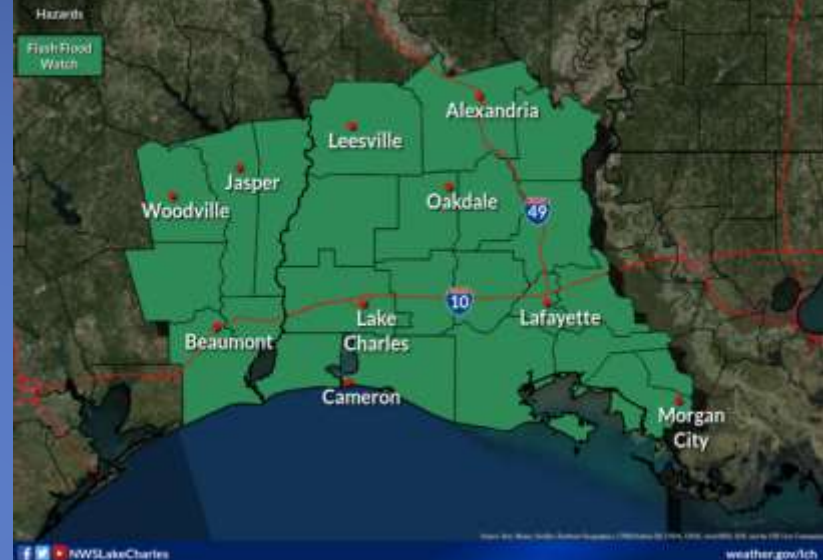 Hazards
Flash Flood
Watch
Alexandria
Leesville
Jasper
Woodville
Oakdale
49
10
Lake
Charles
Lafayette
Beaumont
Cameron
Morgan
City
NWSLakeCharles
weather.gov/lch